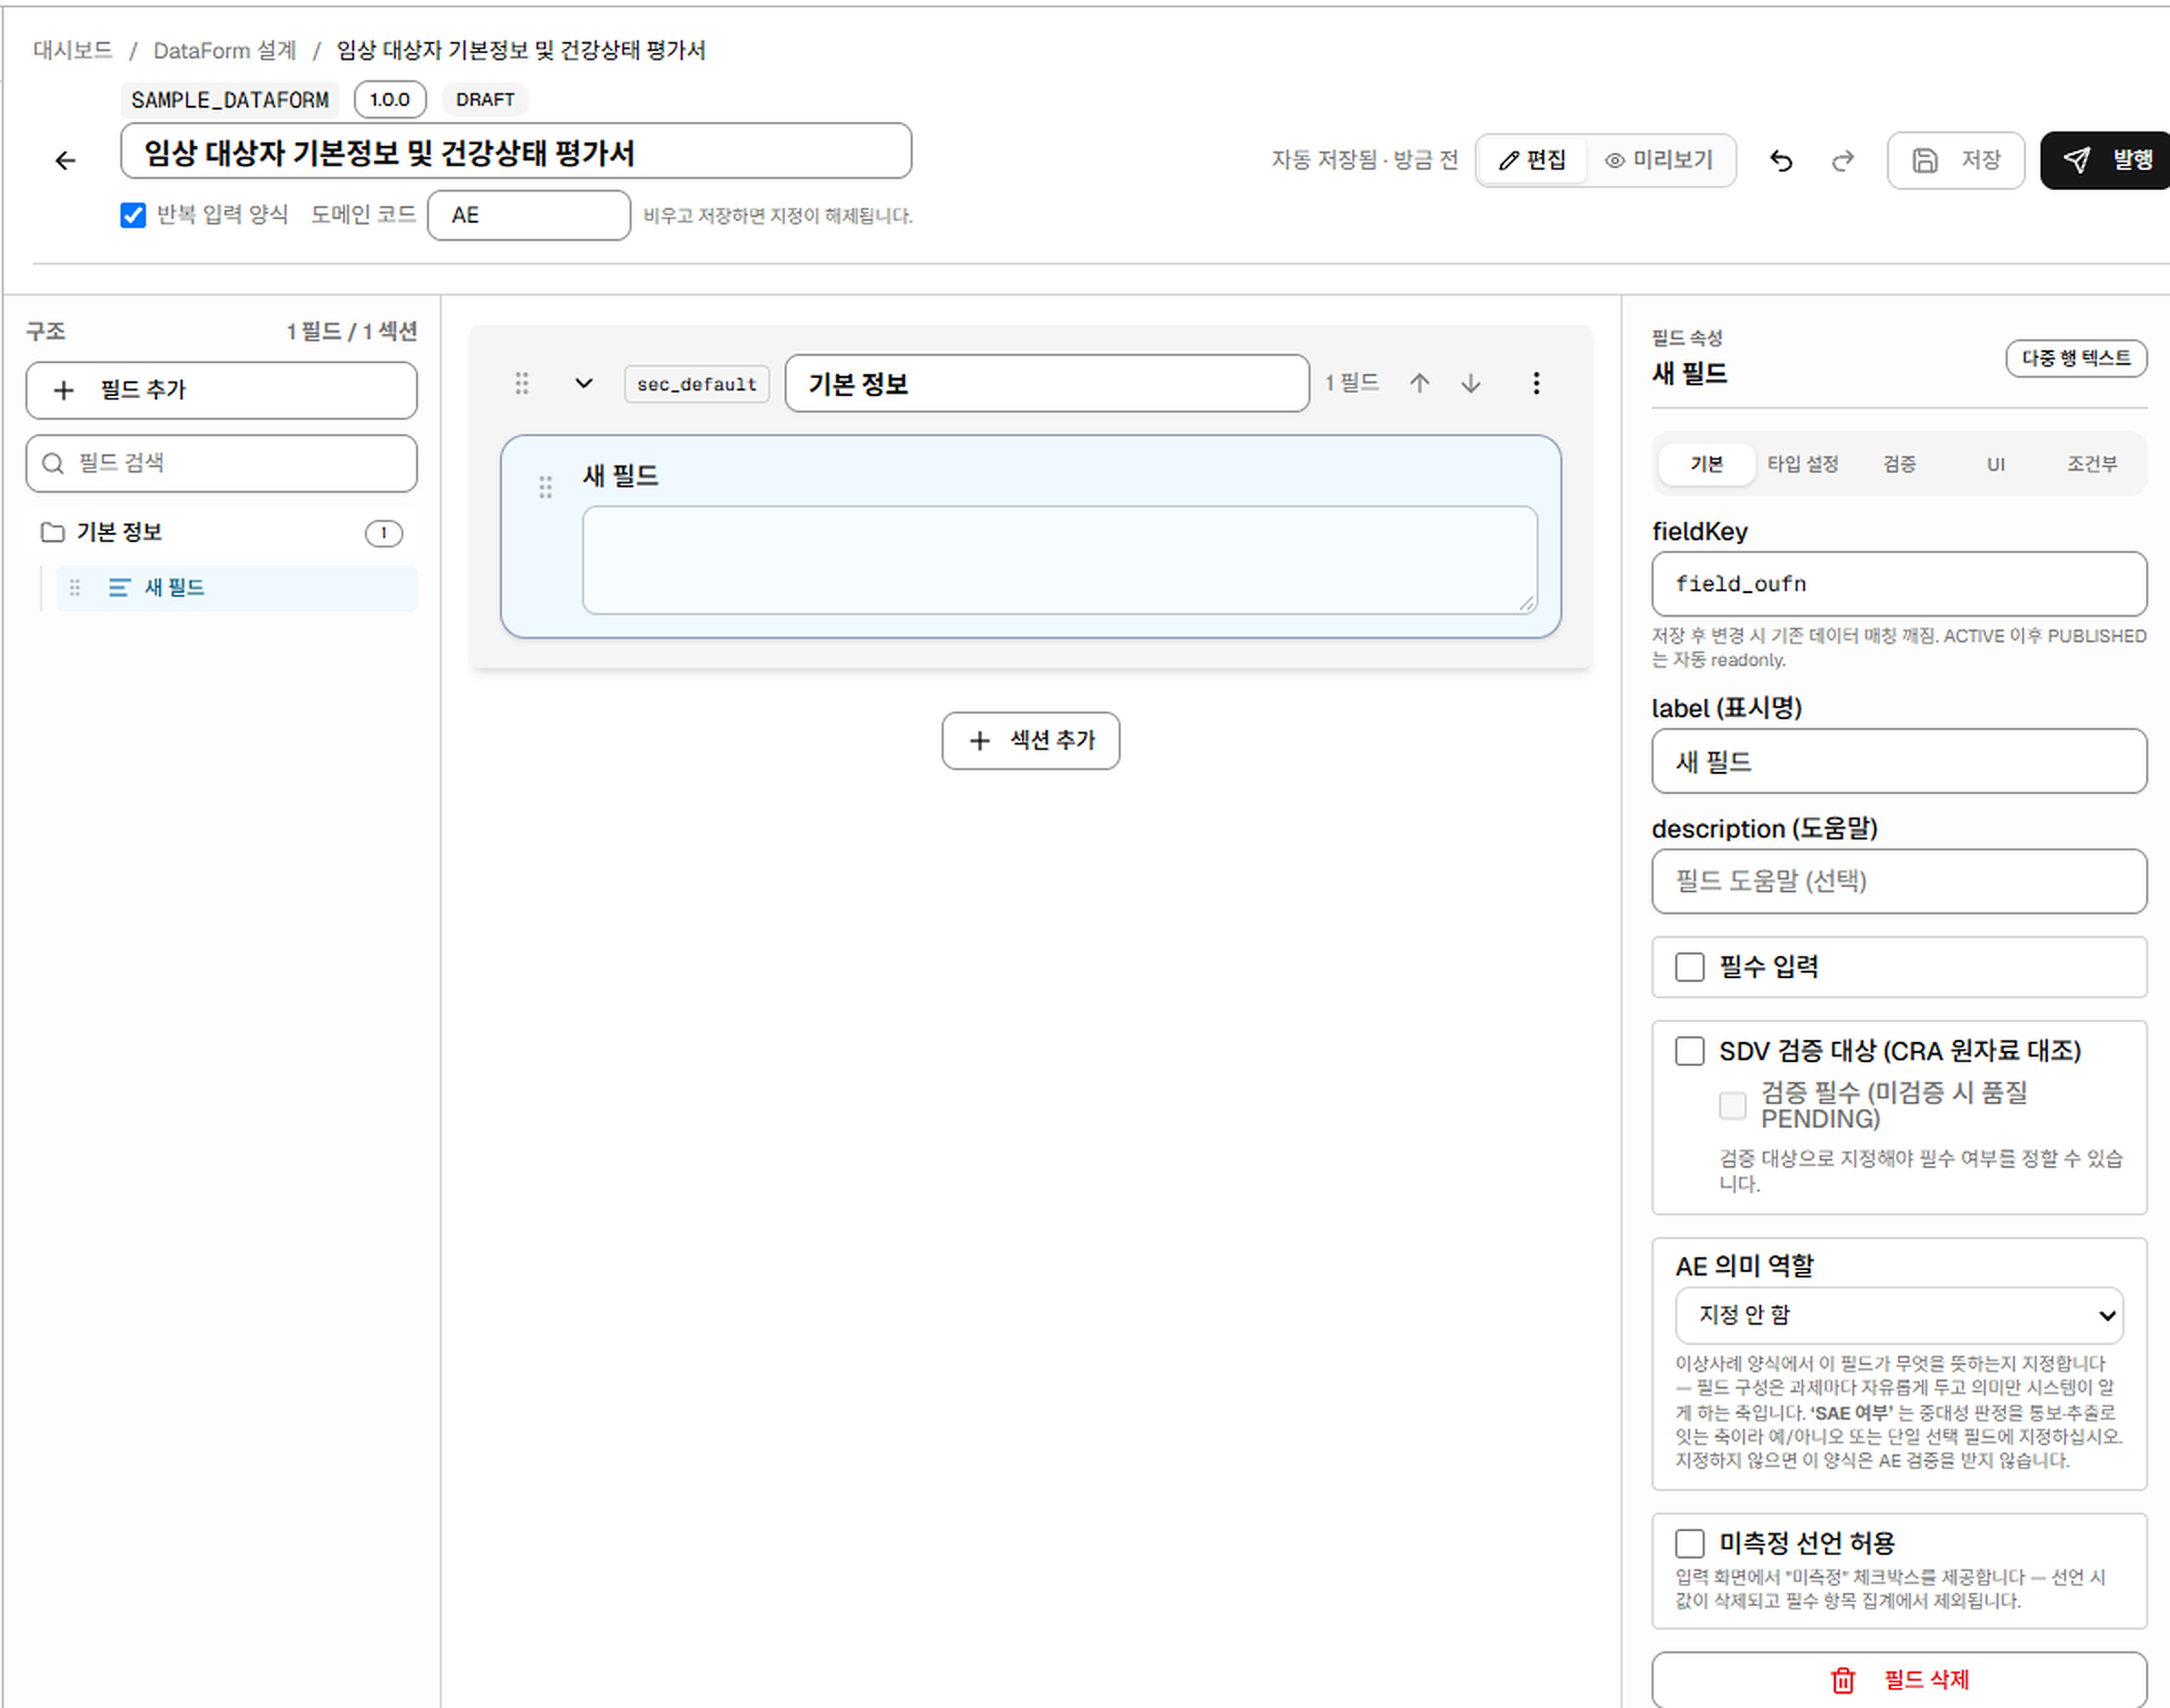 대시보드 / DataForm 설계 / 임상 대상자 기본정보 및 건강상태 평가서
SAMPLE_DATAFORM 1.0.0 DRAFT
임상 대상자 기본정보 및 건강상태 평가서
자동 저장됨 · 방금 전 편집 미리보기 저장 발행
반복 입력 양식 도메인 코드 AE 비우고 저장하면 지정이 해제됩니다.
구조 1 필드 / 1 섹션
필드 추가
필드 검색
기본 정보 1
새 필드
sec_default 기본 정보 1 필드
새 필드
섹션 추가
필드 속성
새 필드 다중 행 텍스트
기본 타입 설정 검증 UI 조건부
fieldKey
field_oufn
저장 후 변경 시 기존 데이터 매칭 깨짐. ACTIVE 이후 PUBLISHED
는 자동 readonly.
label (표시명)
새 필드
description (도움말)
필드 도움말 (선택)
필수 입력
SDV 검증 대상 (CRA 원자료 대조)
검증 필수 (미검증 시 품질
PENDING)
검증 대상으로 지정해야 필수 여부를 정할 수 있습
니다.
AE 의미 역할
지정 안 함
이상사례 양식에서 이 필드가 무엇을 뜻하는지 지정합니다
— 필드 구성은 과제마다 자유롭게 두고 의미만 시스템이 알
게 하는 축입니다. ‘SAE 여부’ 는 중대성 판정을 통보·추출로
잇는 축이라 예/아니오 또는 단일 선택 필드에 지정하십시오.
지정하지 않으면 이 양식은 AE 검증을 받지 않습니다.
미측정 선언 허용
입력 화면에서 "미측정" 체크박스를 제공합니다 — 선언 시
값이 삭제되고 필수 항목 집계에서 제외됩니다.
필드 삭제